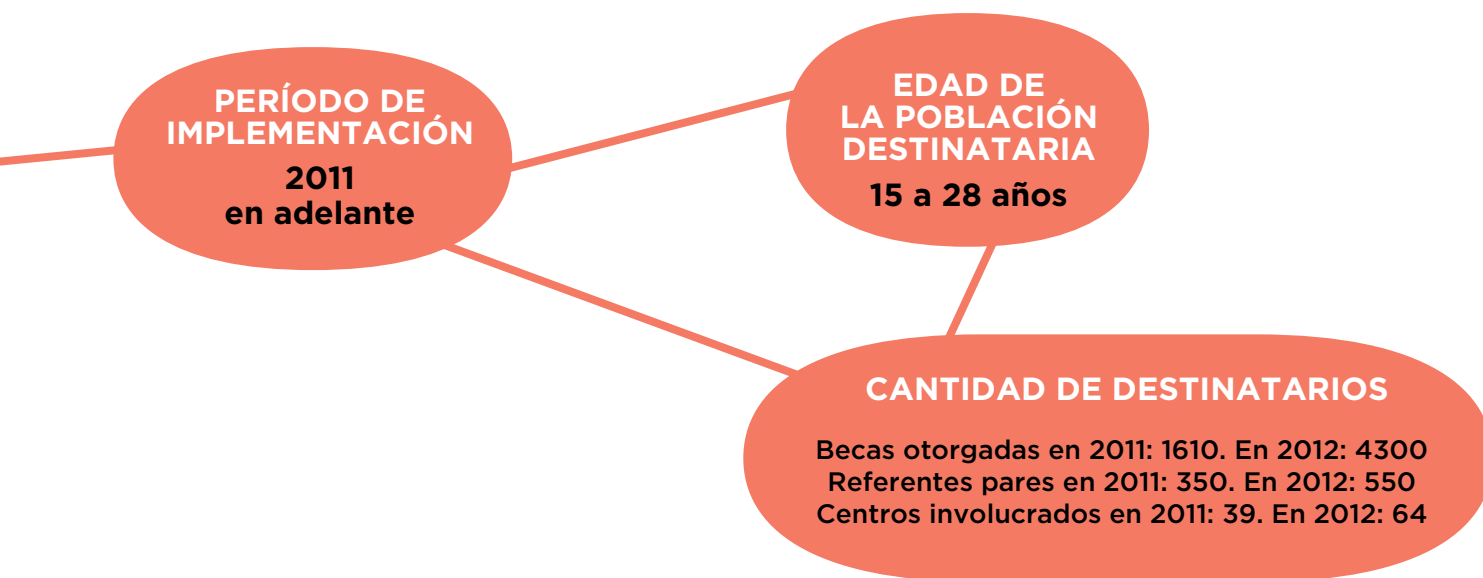 PERÍODO DE
IMPLEMENTACIÓN
2011
en adelante
EDAD DE
LA POBLACIÓN
DESTINATARIA
15 a 28 años
CANTIDAD DE DESTINATARIOS
Becas otorgadas en 2011: 1610. En 2012: 4300
Referentes pares en 2011: 350. En 2012: 550
Centros involucrados en 2011: 39. En 2012: 64